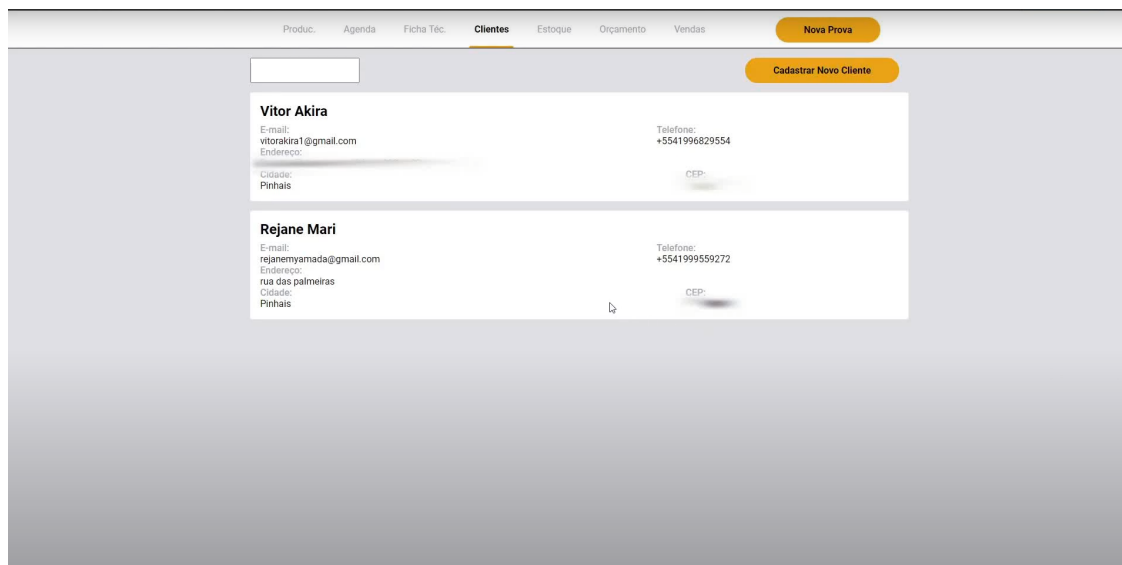 Produc. Agenda Ficha Téc. Clientes Estoque Orçamento Vendas Nova Prova
Cadastrar Novo Cliente
Vitor Akira
E-mail: Telefone:
vitorakira1@gmail.com +5541996829554
Endereço:
Cidade: CEP:
Pinhais
Rejane Mari
E-mail: Telefone:
rejanemyamada@gmail.com +5541999559272
Endereço:
rua das palmeiras
Cidade: CEP:
Pinhais